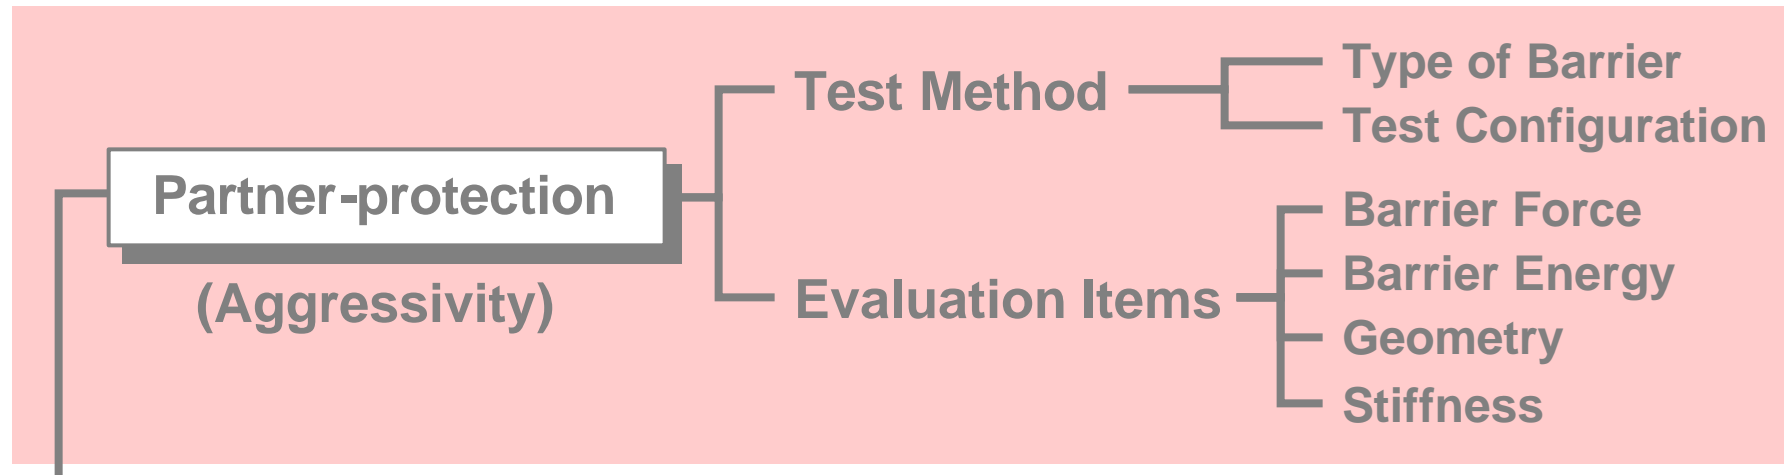 Partner-protection
(Aggressivity)
Test Method
Type of Barrier
Test Configuration
Evaluation Items
Barrier Force
Barrier Energy
Geometry
Stiffness